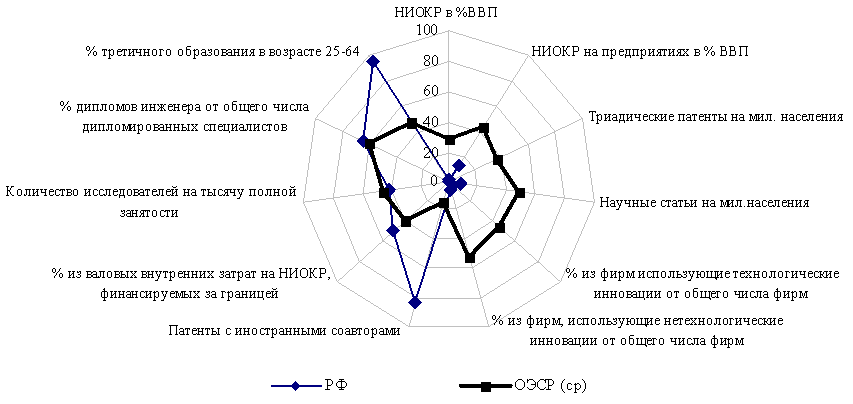 НИОКР в %ВВП
100
80
60
40
20
0
НИОКР на предприятиях в % ВВП
Триадические патенты на мил. населения
Научные статьи на мил.населения
% из фирм использующие технологические
инновации от общего числа фирм
% из фирм, использующие нетехнологические
инновации от общего числа фирм
Патенты с иностранными соавторами
% из валовых внутренних затрат на НИОКР,
финансируемых за границей
Количество исследователей на тысячу полной
занятости
% дипломов инженера от общего числа
дипломированных специалистов
% третичного образования в возрасте 25-64
РФ
ОЭСР (ср)